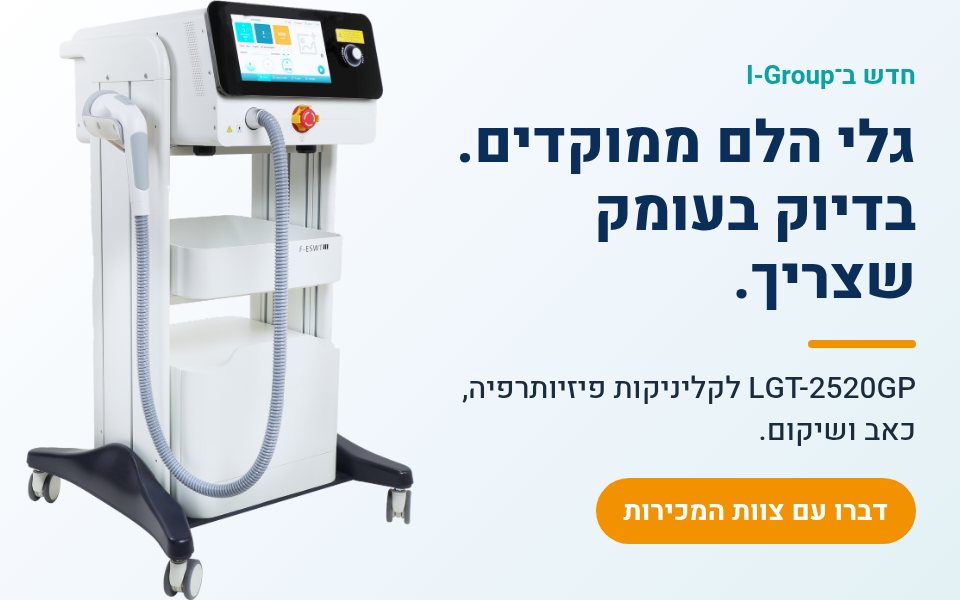 חדש ב־I-Group
גלי הלם ממוקדים.
בדיוק בעומק
שצריך.
LGT-2520GP לקליניקות פיזיותרפיה,
כאב ושיקום.
דברו עם צוות המכירות
F-ESWT